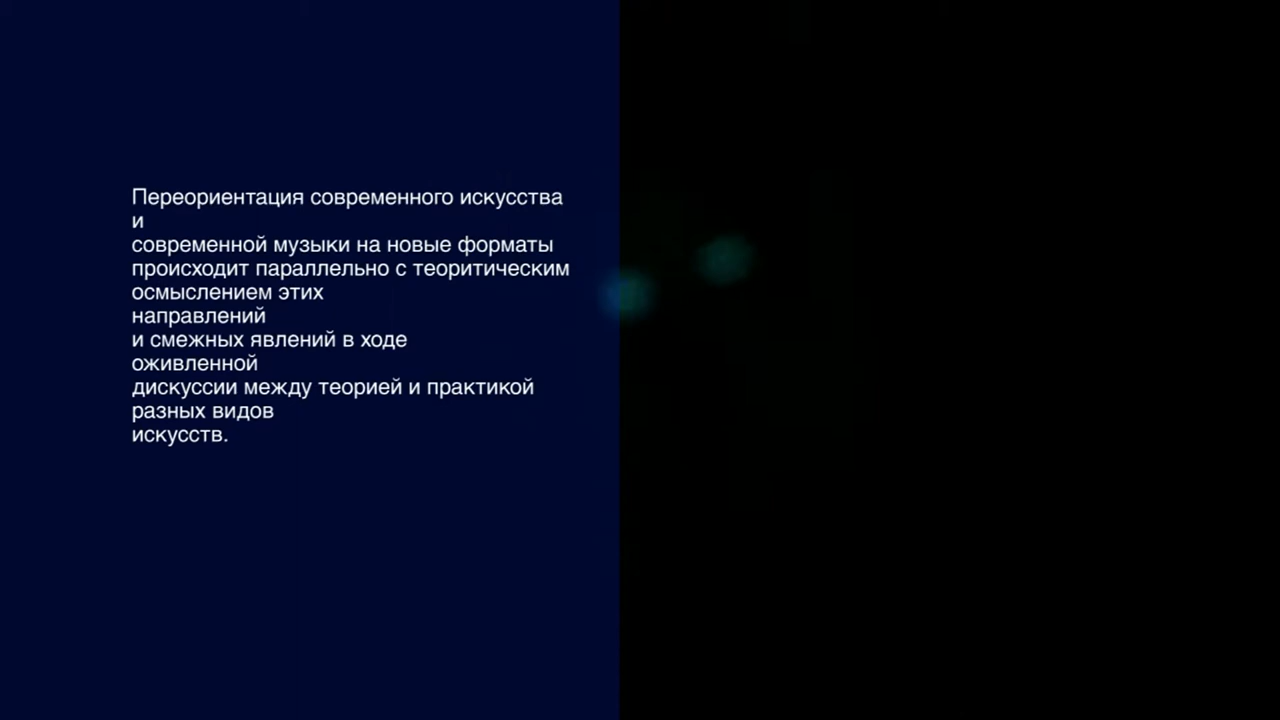 Переориентация современного искусства
и
современной музыки на новые форматы
происходит параллельно с теоритическим
осмыслением этих
направлений
и смежных явлений в ходе
оживленной
дискуссии между теорией и практикой
разных видов
искусств.